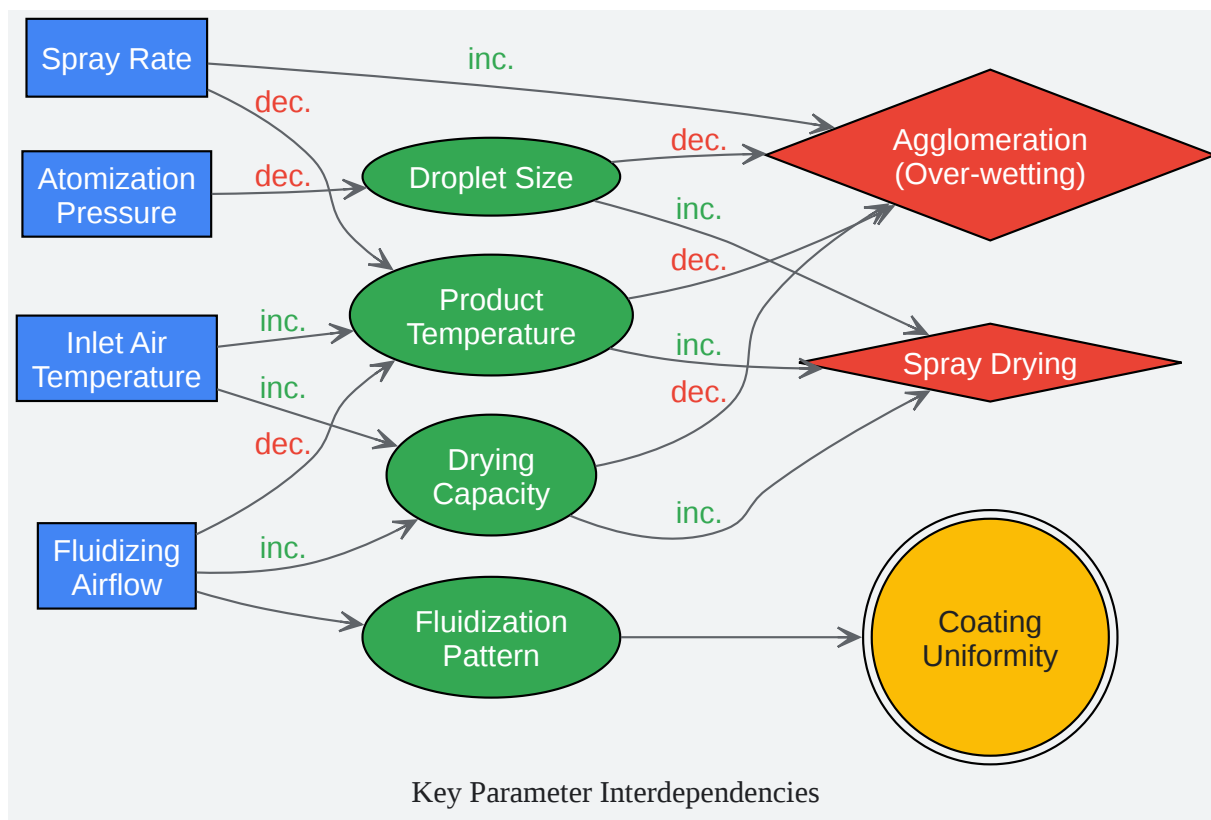 Spray Rate
inc.
dec.
Agglomeration
(Over-wetting)
dec.
Droplet Size
Atomization
Pressure
dec.
inc.
dec.
Product
Temperature
inc.
Inlet Air
Temperature
inc.
Spray Drying
inc.
dec.
dec.
Drying
Capacity
inc.
Fluidizing
Airflow
inc.
Fluidization
Pattern
Coating
Uniformity
Key Parameter Interdependencies